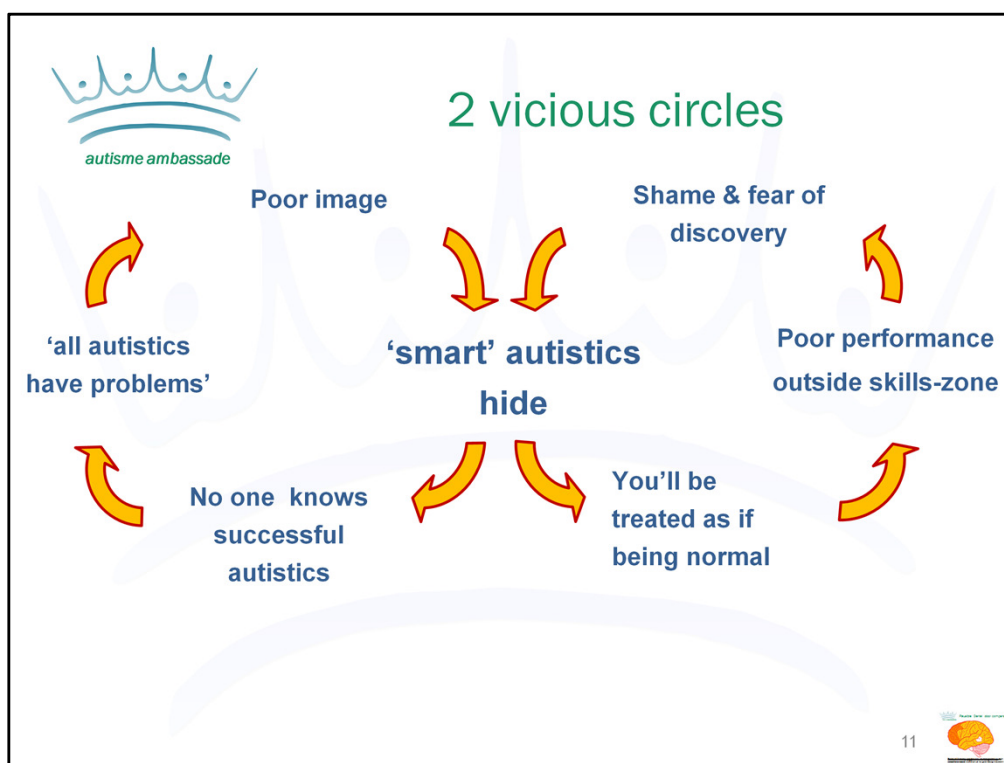 2 vicious circles
autisme ambassade
Poor image
Shame & fear of
discovery
‘all autistics
have problems’
‘smart’ autistics
hide
Poor performance
outside skills-zone
No one  knows
successful
autistics
You’ll be
treated as if
being normal
11